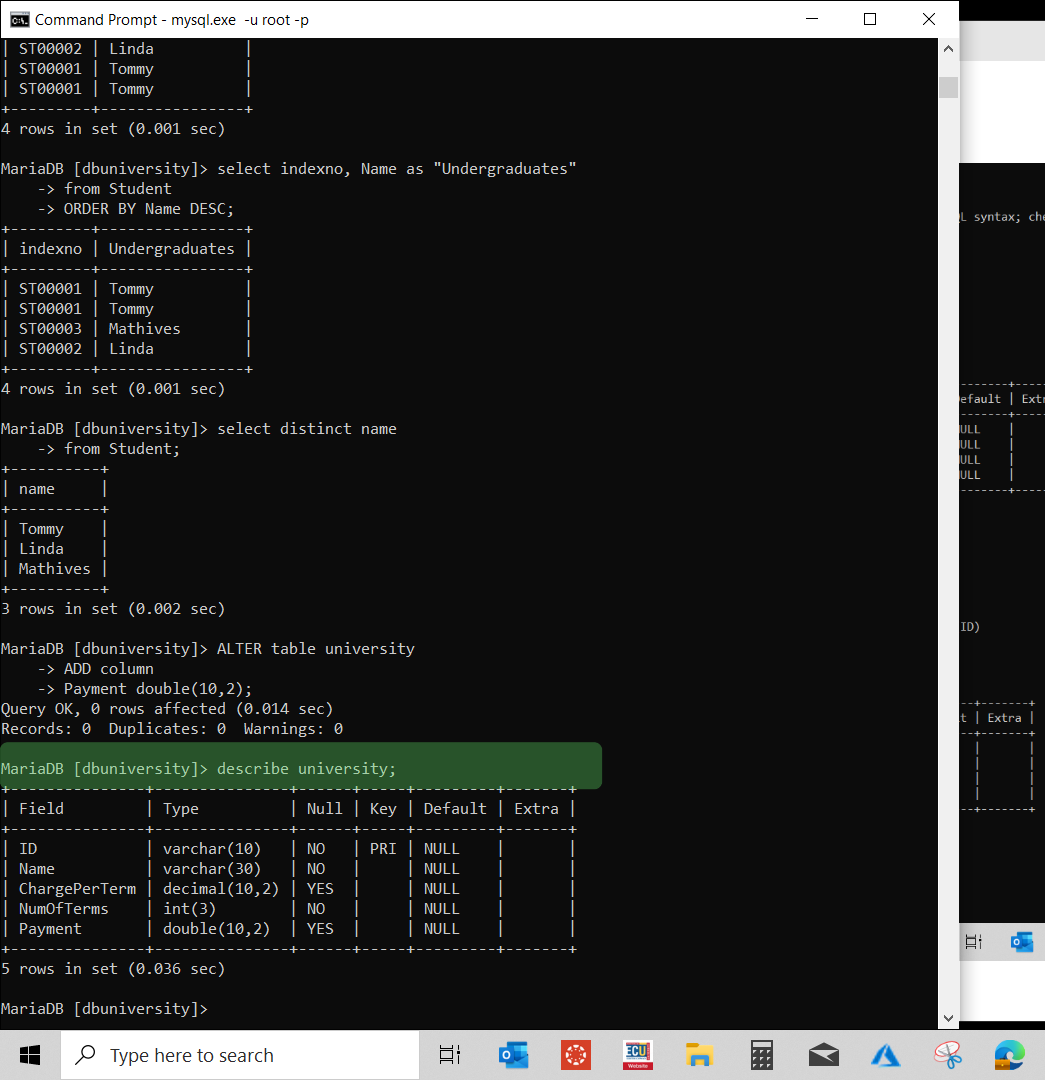 Command Prompt - mysql.exe  -u root -p
| ST00002 | Linda          |
| ST00001 | Tommy          |
| ST00001 | Tommy          |
+---------+----------------+
4 rows in set (0.001 sec)
MariaDB [dbuniversity]> select indexno, Name as "Undergraduates"
    -> from Student
    -> ORDER BY Name DESC;
+---------+----------------+
| indexno | Undergraduates |
+---------+----------------+
| ST00001 | Tommy          |
| ST00001 | Tommy          |
| ST00003 | Mathives       |
| ST00002 | Linda          |
+---------+----------------+
4 rows in set (0.001 sec)
MariaDB [dbuniversity]> select distinct name
    -> from Student;
+----------+
| name     |
+----------+
| Tommy    |
| Linda    |
| Mathives |
+----------+
3 rows in set (0.002 sec)
MariaDB [dbuniversity]> ALTER table university
    -> ADD column
    -> Payment double(10,2);
Query OK, 0 rows affected (0.014 sec)
Records: 0  Duplicates: 0  Warnings: 0
MariaDB [dbuniversity]> describe university;
+---------------+---------------+------+-----+---------+-------+
| Field         | Type          | Null | Key | Default | Extra |
+---------------+---------------+------+-----+---------+-------+
| ID            | varchar(10)   | NO   | PRI | NULL    |       |
| Name          | varchar(30)   | NO   |     | NULL    |       |
| ChargePerTerm | decimal(10,2) | YES  |     | NULL    |       |
| NumOfTerms    | int(3)        | NO   |     | NULL    |       |
| Payment       | double(10,2)  | YES  |     | NULL    |       |
+---------------+---------------+------+-----+---------+-------+
5 rows in set (0.036 sec)
MariaDB [dbuniversity]>
L syntax; che
efault | Extr
ULL    |
ULL    |
ULL    |
ULL    |
ID)
t | Extra |
Type here to search
ECU
Website